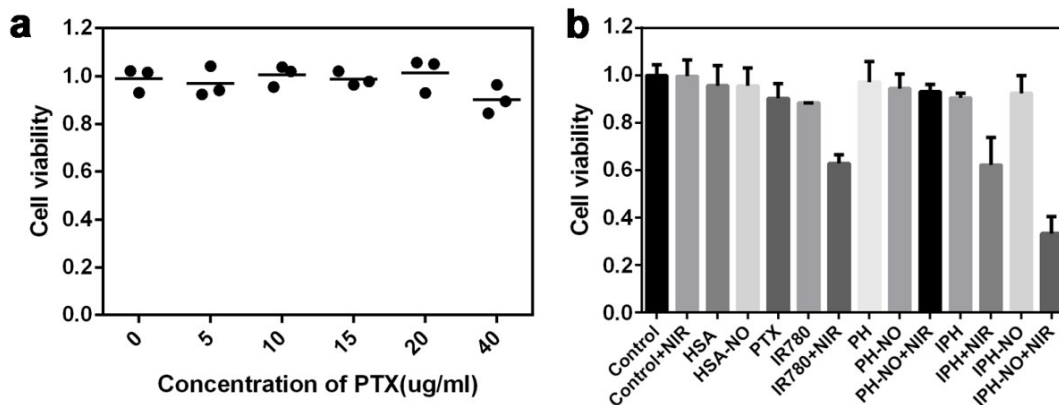 a
Cell viability
1.2
1.0
0.8
0.6
0.4
0.2
0.0
0
5
10
15
20
40
Concentration of PTX(ug/ml)
b
Cell viability
1.2
1.0
0.8
0.6
0.4
0.2
0.0
Control
Control+NIR
HSA
HSA-NO
PTX
IR780
IR780+NIR
PH
PH-NO
PH-NO+NIR
IPH
IPH+NIR
IPH-NO
IPH-NO+NIR